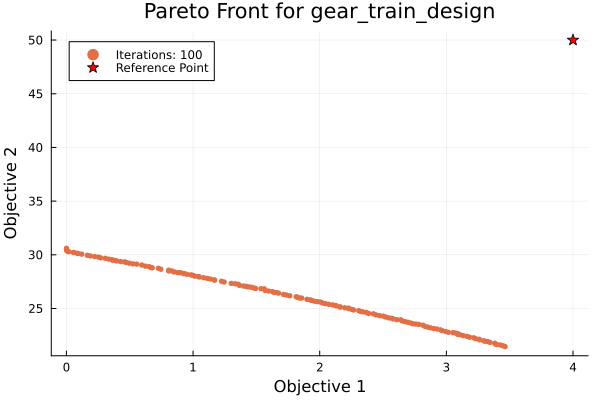 Pareto Front for gear_train_design
Iterations: 100
Reference Point
50
45
40
35
30
25
Objective 2
0
1
2
3
4
Objective 1